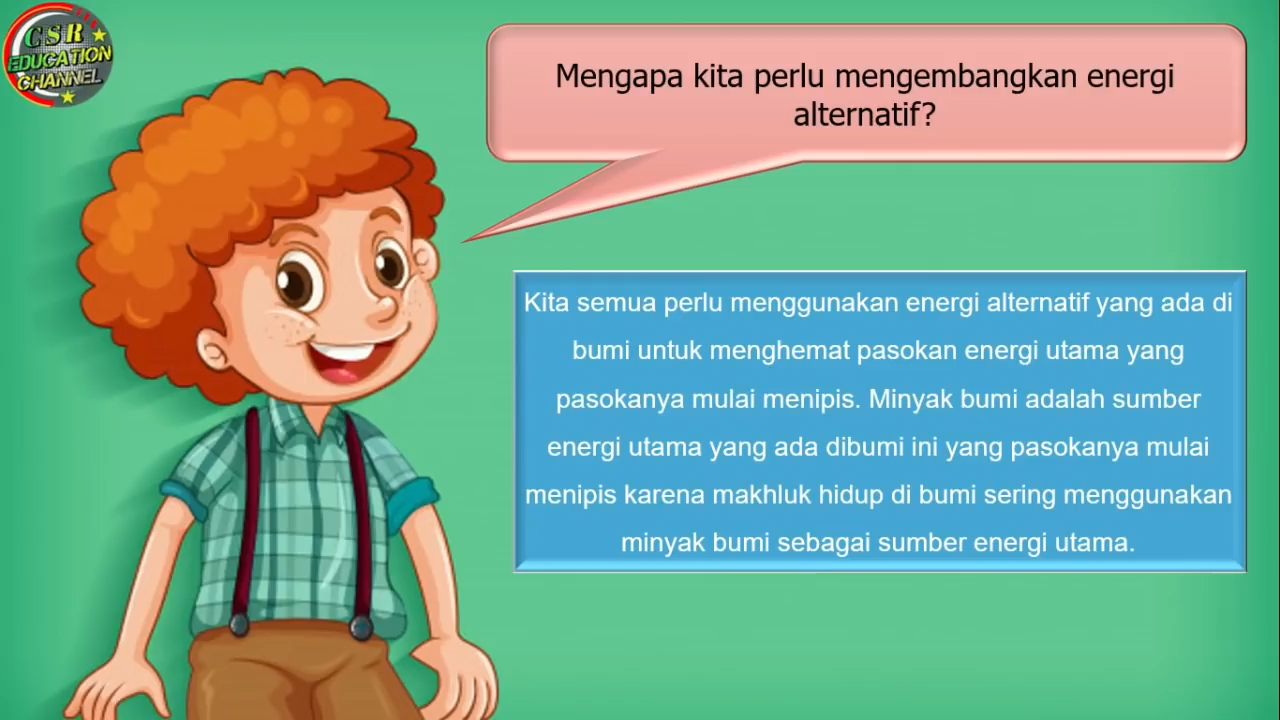 CSR
EDUCATION
CHANNEL
Mengapa kita perlu mengembangkan energi
alternatif?
Kita semua perlu menggunakan energi alternatif yang ada di
bumi untuk menghemat pasokan energi utama yang
pasokanya mulai menipis. Minyak bumi adalah sumber
energi utama yang ada dibumi ini yang pasokanya mulai
menipis karena makhluk hidup di bumi sering menggunakan
minyak bumi sebagai sumber energi utama.